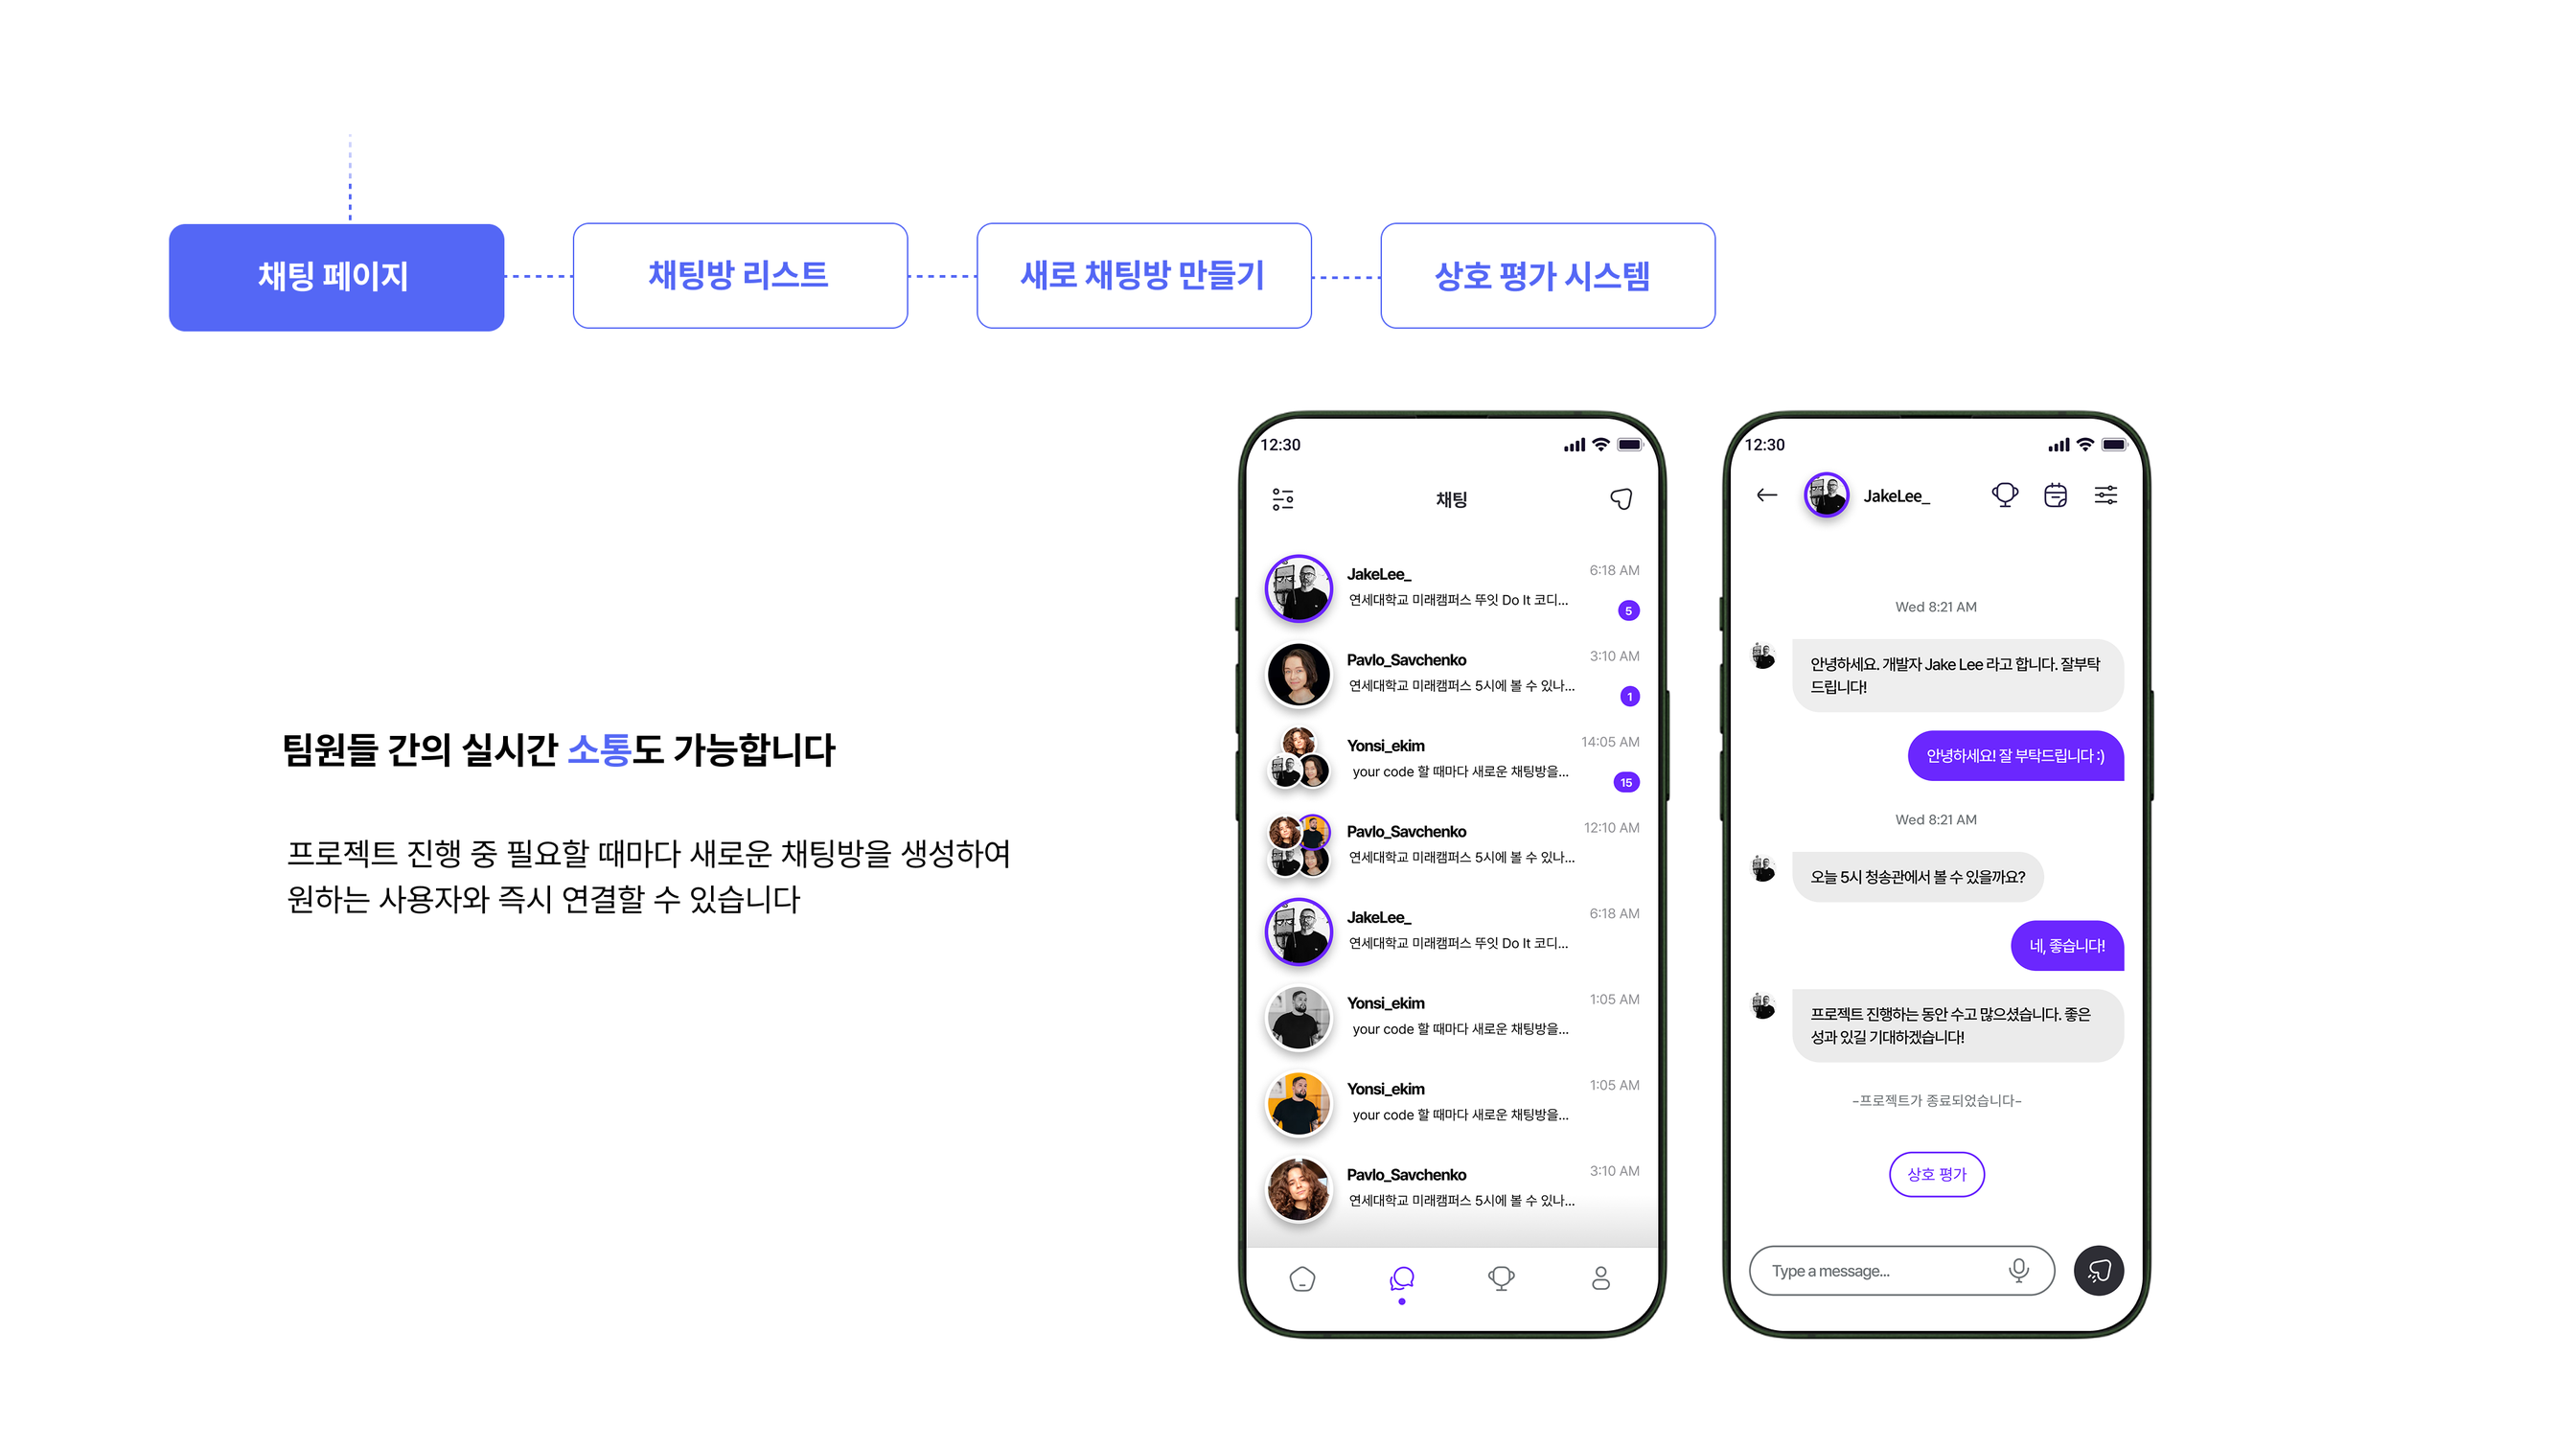 채팅 페이지
채팅방 리스트
새로 채팅방 만들기
상호 평가 시스템
팀원들 간의 실시간 소통도 가능합니다
프로젝트 진행 중 필요할 때마다 새로운 채팅방을 생성하여
원하는 사용자와 즉시 연결할 수 있습니다
12:30
채팅
JakeLee_
6:18 AM
연세대학교 미래캠퍼스 뚜잇 Do It 코디...
5
Pavlo_Savchenko
3:10 AM
연세대학교 미래캠퍼스 5시에 볼 수 있나...
1
Yonsi_ekim
14:05 AM
your code 할 때마다 새로운 채팅방을...
15
Pavlo_Savchenko
12:10 AM
연세대학교 미래캠퍼스 5시에 볼 수 있나...
JakeLee_
6:18 AM
연세대학교 미래캠퍼스 뚜잇 Do It 코디...
Yonsi_ekim
1:05 AM
your code 할 때마다 새로운 채팅방을...
Yonsi_ekim
1:05 AM
your code 할 때마다 새로운 채팅방을...
Pavlo_Savchenko
3:10 AM
연세대학교 미래캠퍼스 5시에 볼 수 있나...
12:30
JakeLee_
Wed 8:21 AM
안녕하세요. 개발자 Jake Lee 라고 합니다. 잘부탁
드립니다!
안녕하세요! 잘 부탁드립니다 :)
Wed 8:21 AM
오늘 5시 청송관에서 볼 수 있을까요?
네, 좋습니다!
프로젝트 진행하는 동안 수고 많으셨습니다. 좋은
성과 있길 기대하겠습니다!
-프로젝트가 종료되었습니다-
상호 평가
Type a message...